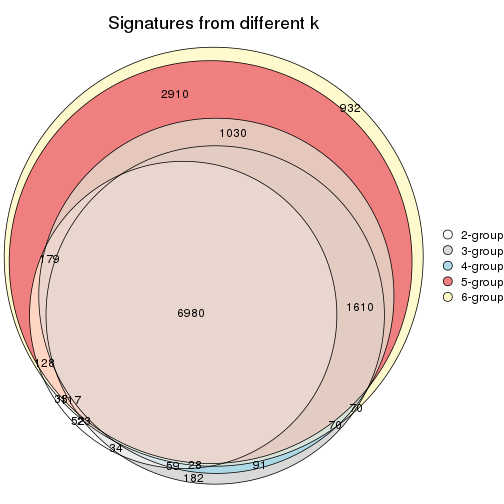 Signatures from different k
2910
932
1030
179
6980
1610
2-group
3-group
4-group
5-group
6-group
128
70
70
34
59
28
91
182